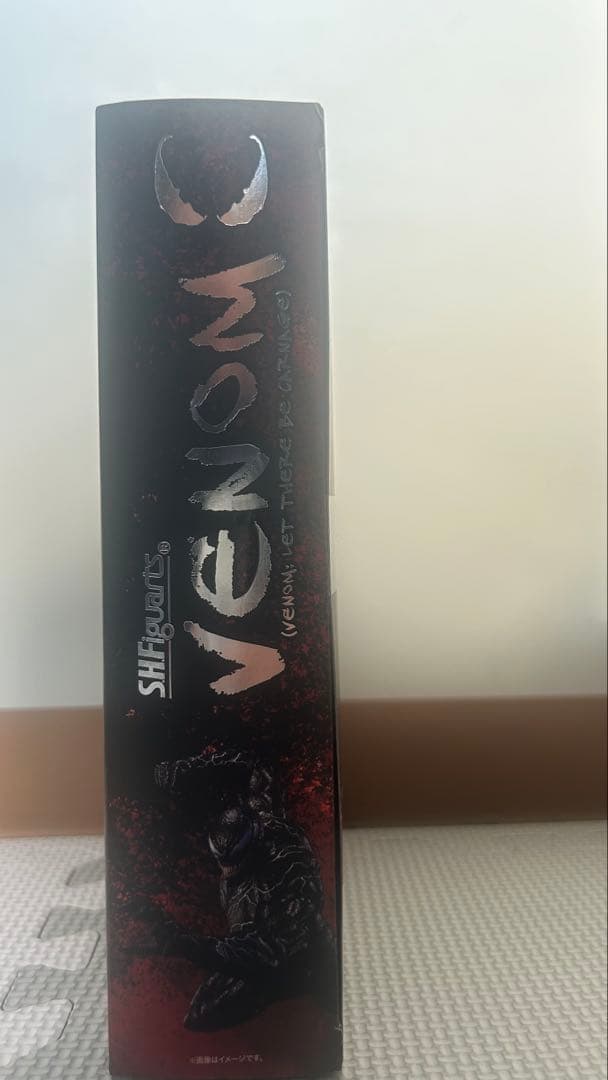 S.H.Figuarts®
VENOM
(VENOM: LET THERE BE CARNAGE)
※画像はイメージです。